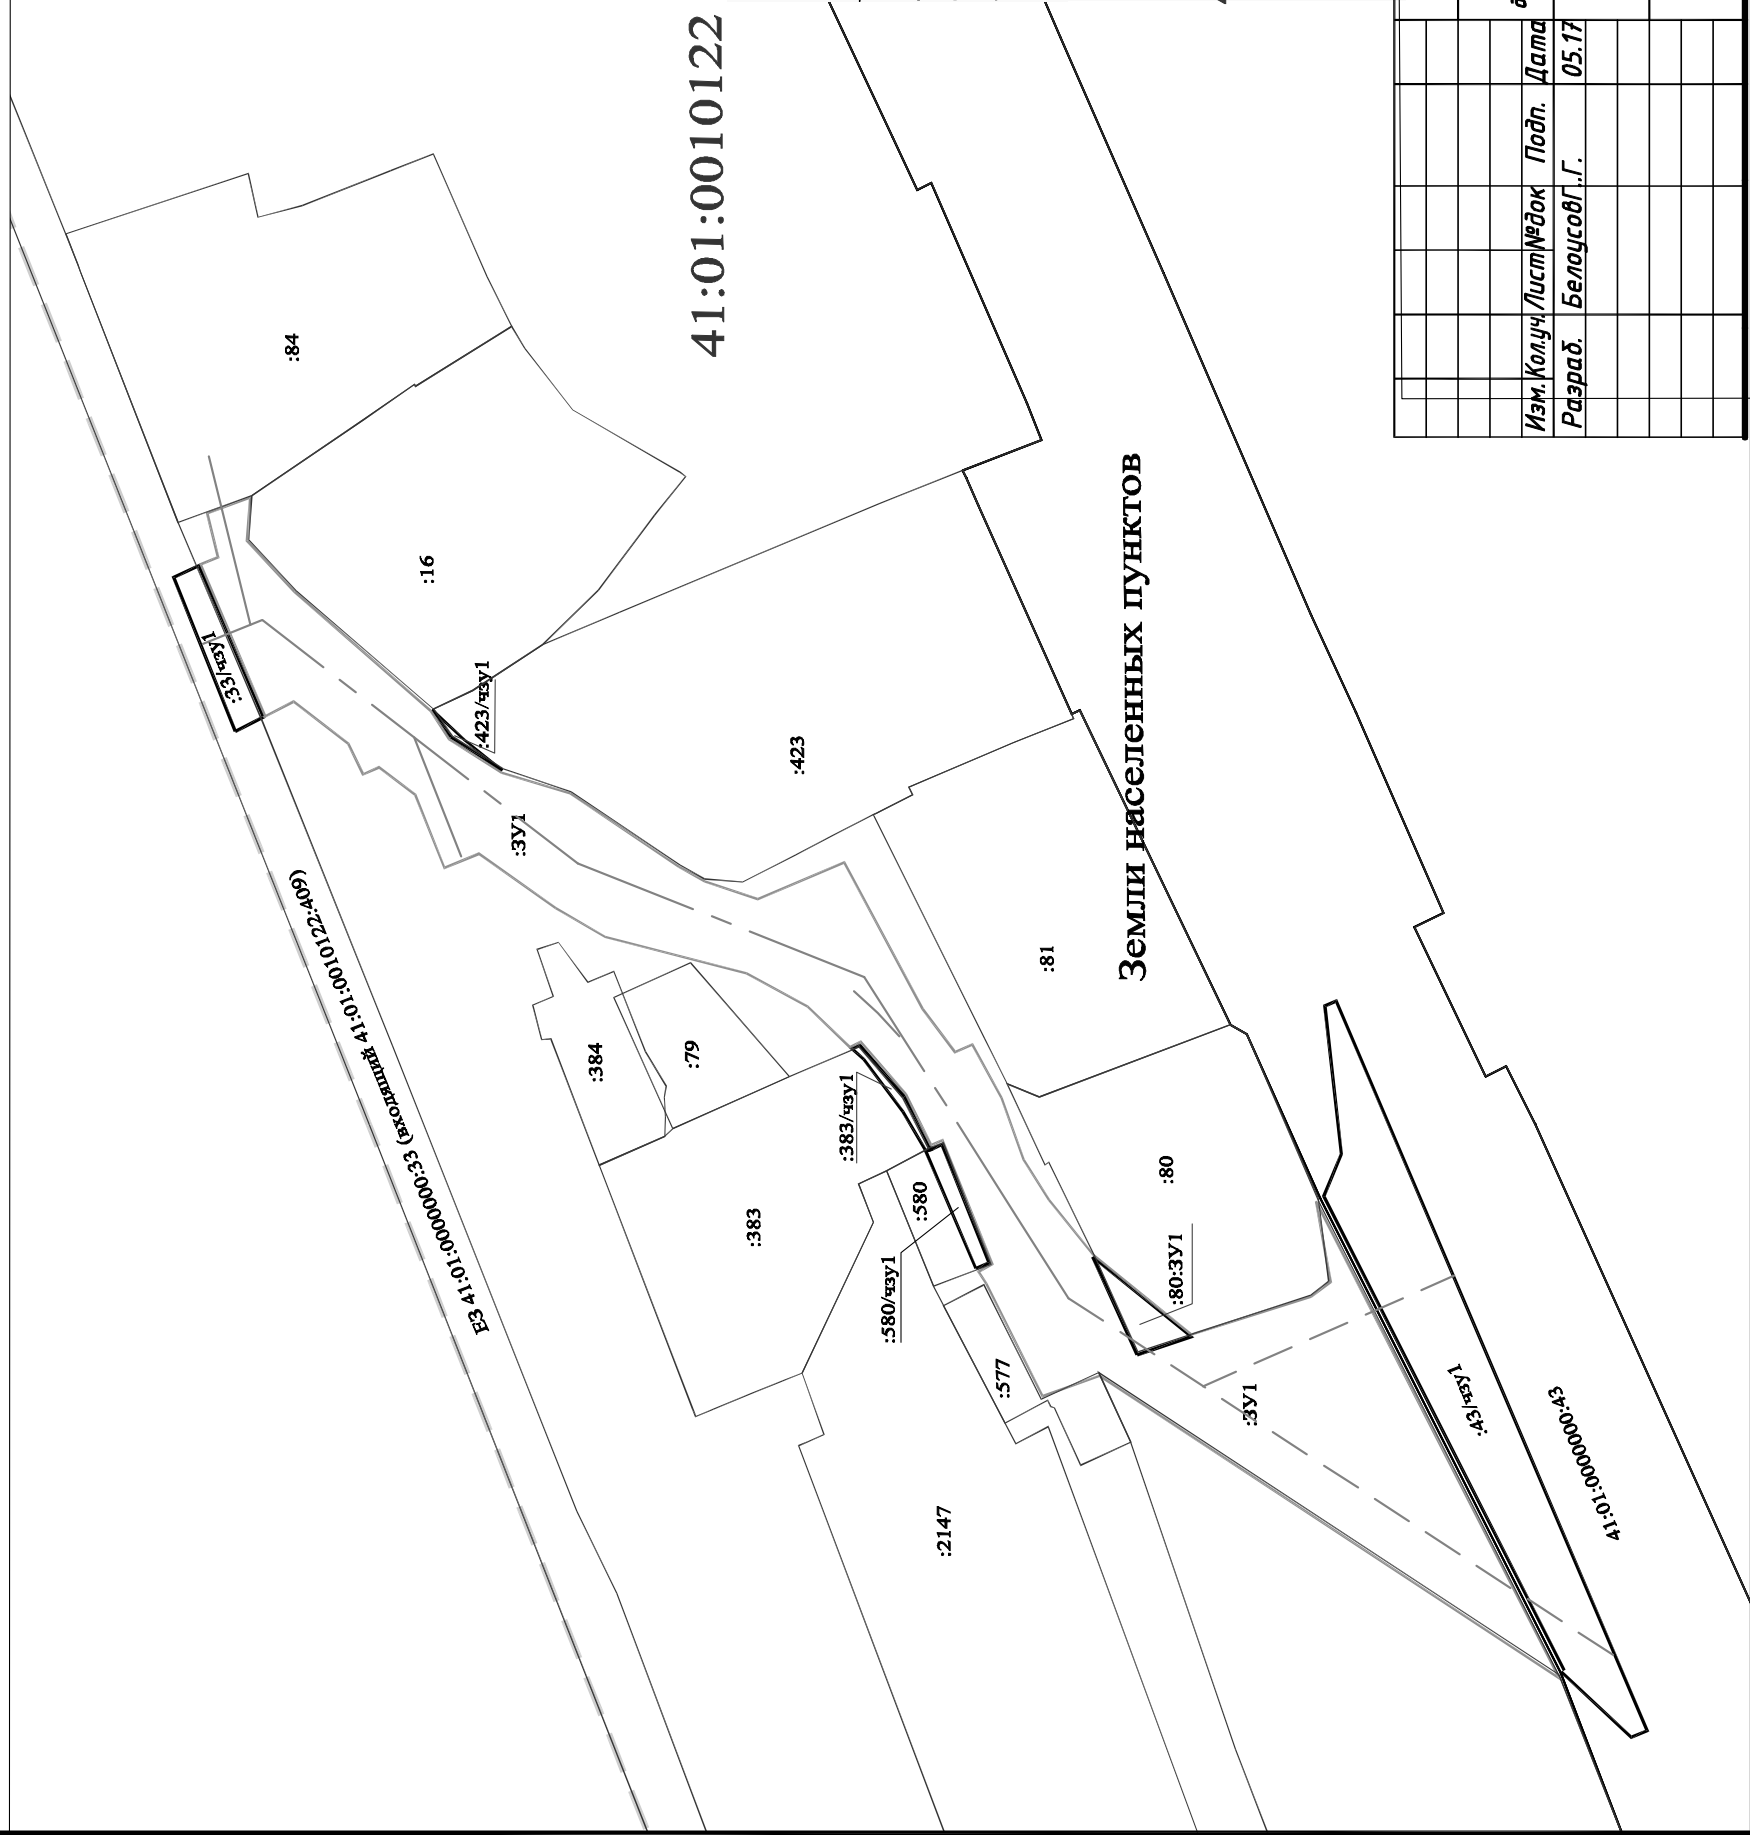 41:01:0010122
:84
:16
:33/чзу1
:423/чзу1
:423
:ЗУ1
ЕЗ 41:01:0000000:33 (входящий 41:01:0010122:409)
Земли населенных пунктов
:81
:384
:79
:383/чзу1
:383
:580
:580/чзу1
:80
:80:ЗУ1
:577
:ЗУ1
:2147
:43/чзу1
41:01:0000000:43
Изм. Кол.уч. Лист №док Подп. Дата
Разраб. БелоусовГ.,Г. 05.17